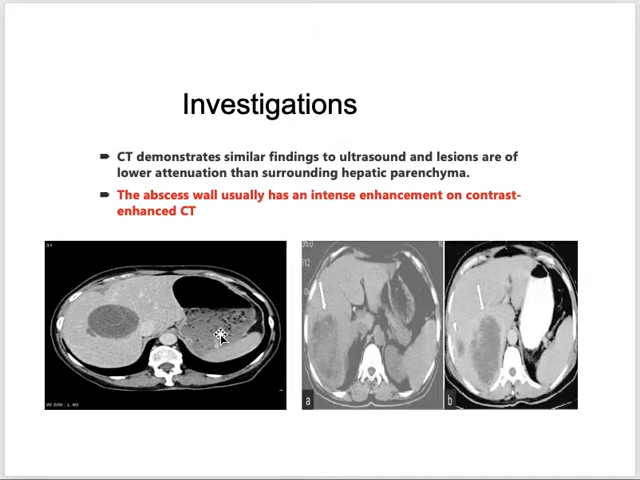 Investigations
CT demonstrates similar findings to ultrasound and lesions are of
lower attenuation than surrounding hepatic parenchyma.
The abscess wall usually has an intense enhancement on contrast-
enhanced CT
a
b